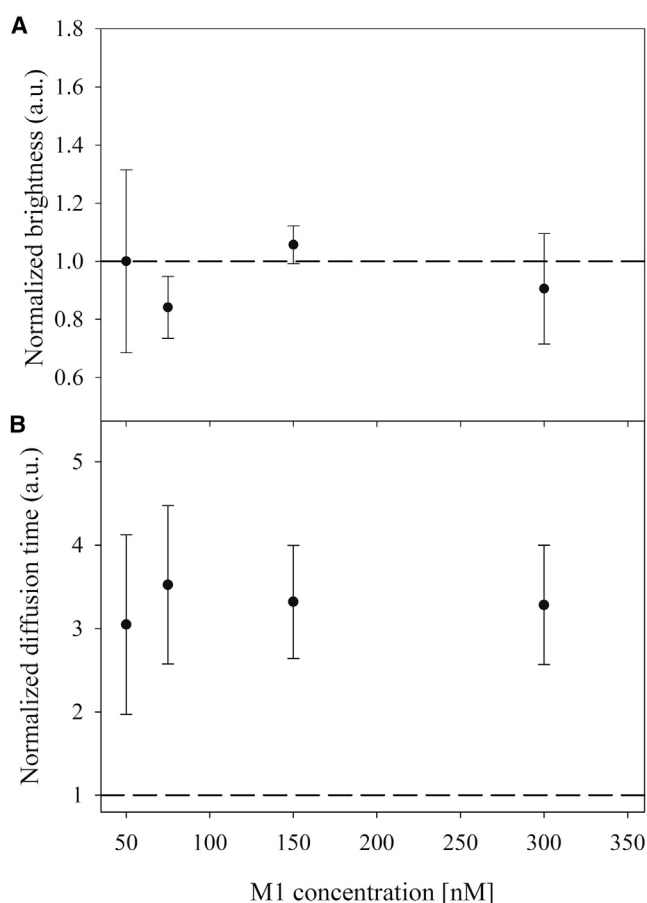 A
Normalized brightness (a.u.)
1.8
1.6
1.4
1.2
1.0
0.8
0.6
B
Normalized diffusion time (a.u.)
5
4
3
2
1
50 100 150 200 250 300 350
M1 concentration [nM]